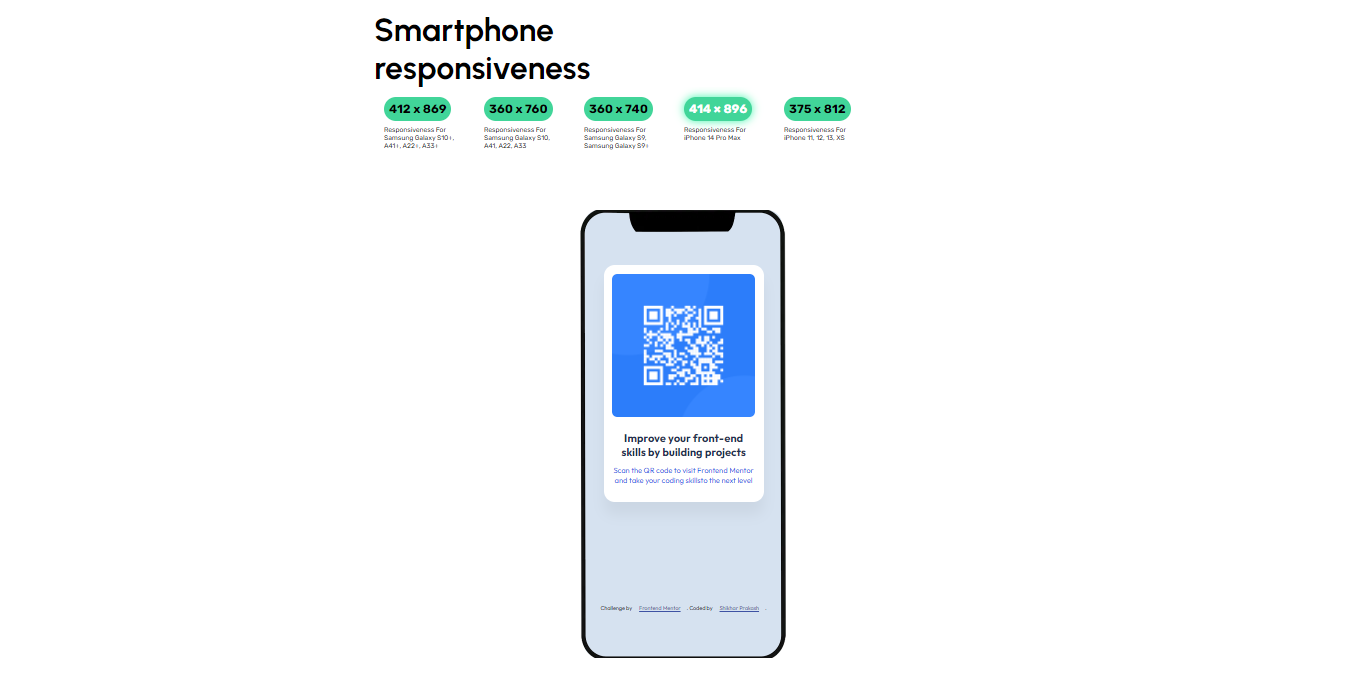 Smartphone
responsiveness
412 x 869
360 x 760
360 x 740
414 x 896
375 x 812
Responsiveness For
Samsung Galaxy S10+,
A41+, A22+, A33+
Responsiveness For
Samsung Galaxy S10,
A41, A22, A33
Responsiveness For
Samsung Galaxy S9,
Samsung Galaxy S9+
Responsiveness For
iPhone 14 Pro Max
Responsiveness For
iPhone 11, 12, 13, XS
Improve your front-end
skills by building projects
Scan the QR code to visit Frontend Mentor
and take your coding skillsto the next level
Challenge by Frontend Mentor . Coded by Shikhar Prakash .